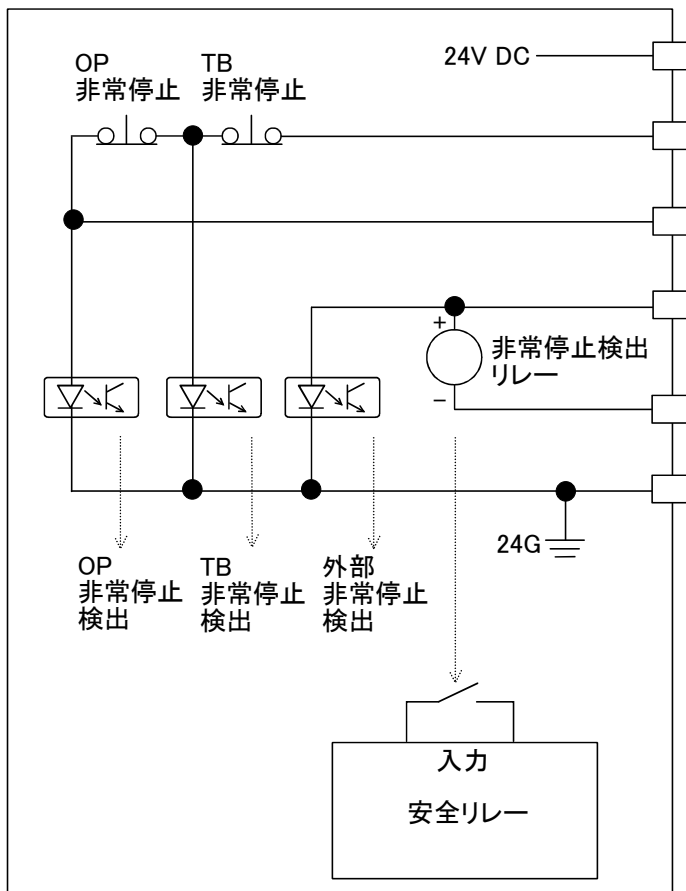 24V DC
OP
非常停止
TB
非常停止
+
非常停止検出
リレー
−
24G
OP
非常停止
検出
TB
非常停止
検出
外部
非常停止
検出
入力
安全リレー